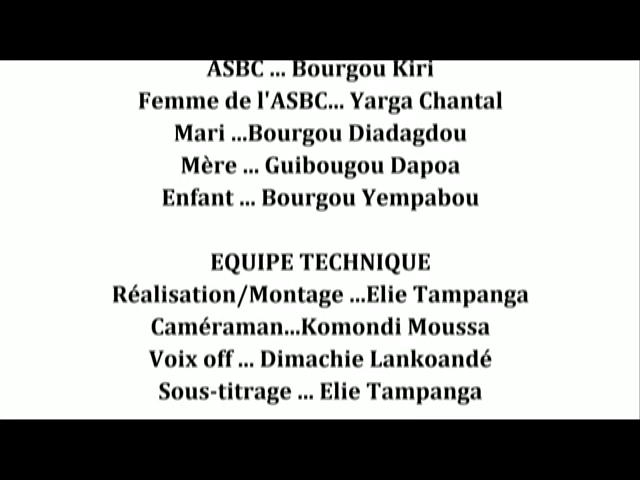 ASBC ... Bourgou Kiri
Femme de l'ASBC... Yarga Chantal
Mari ...Bourgou Diadagdou
Mère ... Guibougou Dapoa
Enfant ... Bourgou Yempabou
EQUIPE TECHNIQUE
Réalisation/Montage ...Elie Tampanga
Caméraman...Komondi Moussa
Voix off ... Dimachie Lankoandé
Sous-titrage ... Elie Tampanga